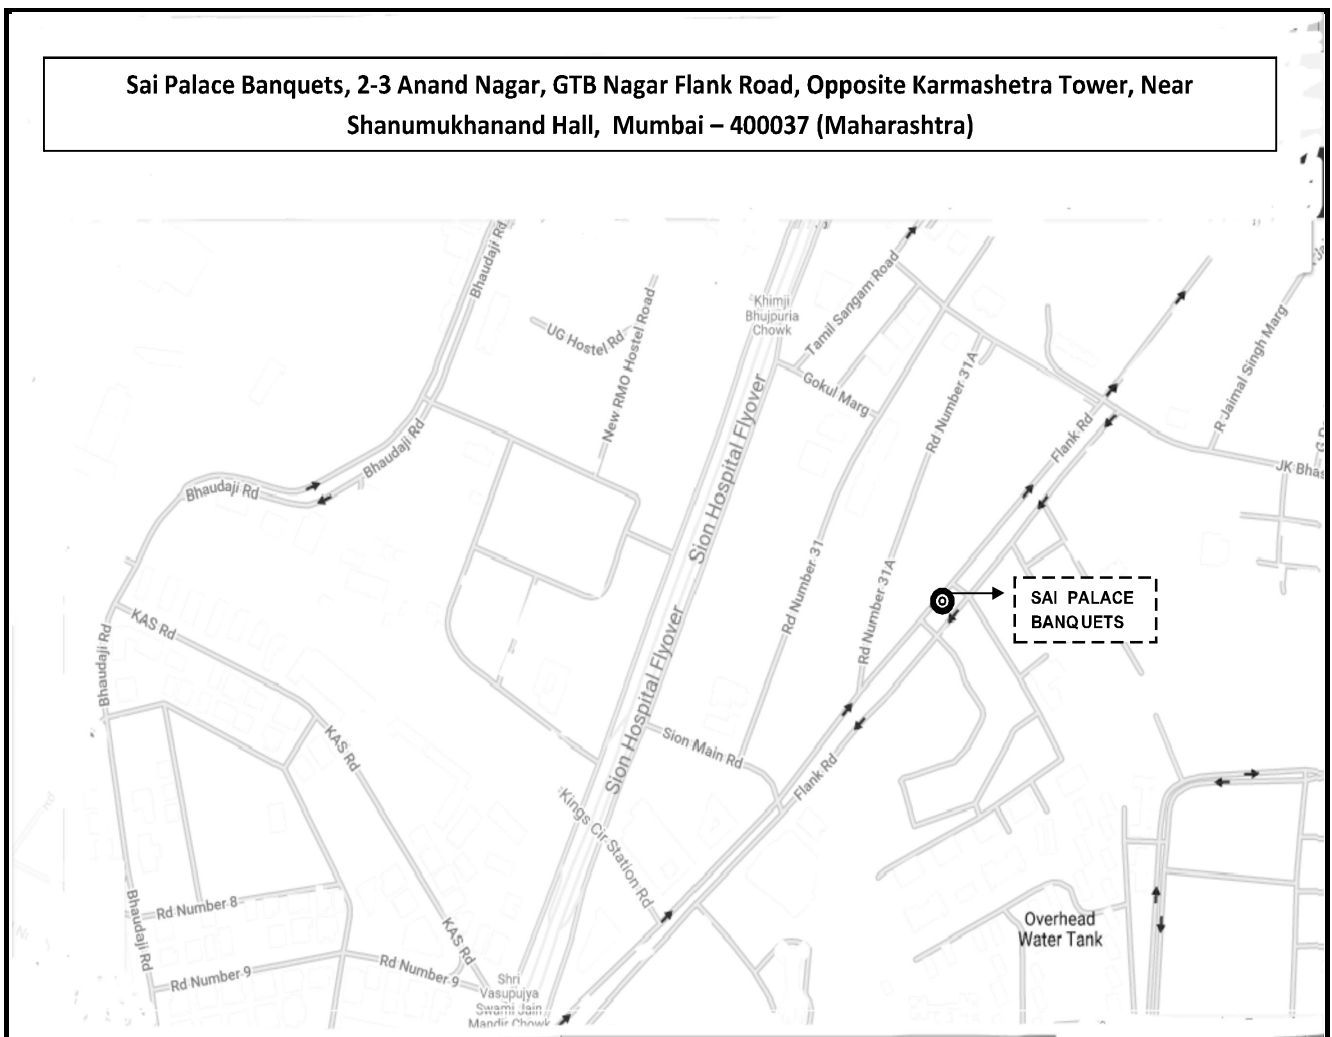 Sai Palace Banquets, 2-3 Anand Nagar, GTB Nagar Flank Road, Opposite Karmashetra Tower, Near
Shanumukhanand Hall, Mumbai – 400037 (Maharashtra)
Bhaudaji Rd
UG Hostel Rd
New RMO Hostel Road
Khimji
Bhujpuria
Chowk
Tamil Sangam Road
Gokul Marg
Rd Number 31A
R Jaimal Singh Marg
Flank Rd
JK Bhas
Bhaudaji Rd
Bhaudaji Rd
Sion Hospital Flyover
Rd Number 31
Rd Number 31A
SAI PALACE
BANQUETS
KAS Rd
Bhaudaji Rd
Sion Hospital Flyover
KAS Rd
Sion Main Rd
Flank Rd
Kings Cir Station Rd
Bhaudaji Rd
Rd Number 8
KAS Rd
Overhead
Water Tank
Rd Number 9
Rd Number 9
Shri
Vasupujya
Swami Jain
Mandir Chowk